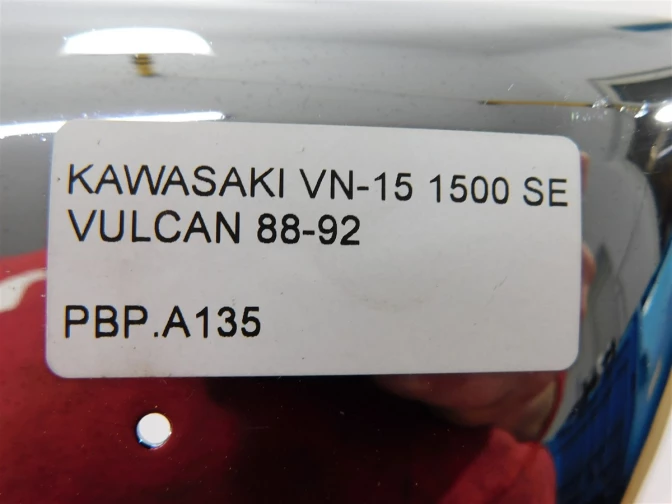 KAWASAKI VN-15 1500 SE
VULCAN 88-92
PBP.A135